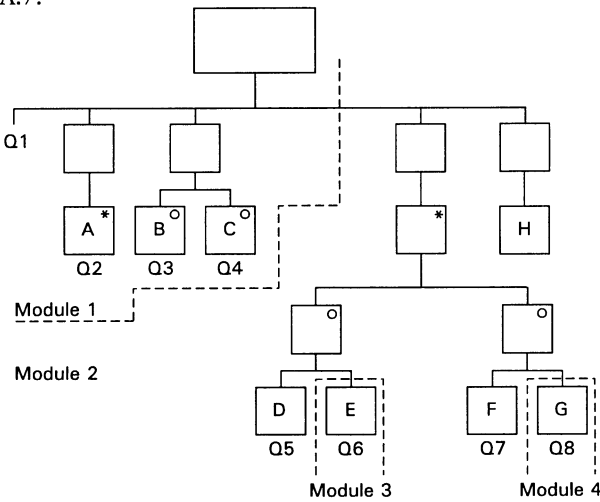 A.7.
Q1
A * B O C O * H
Q2 Q3 Q4
Module 1
O O
Module 2
D E F G
Q5 Q6 Q7 Q8
Module 3 Module 4